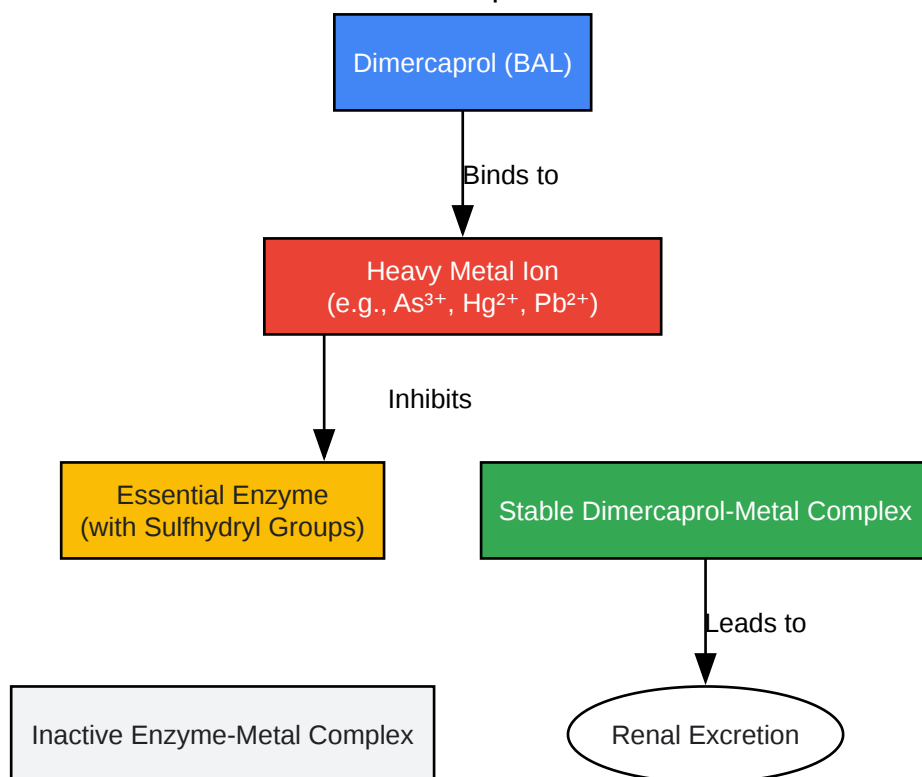 Dimercaprol (BAL)
Binds to
Heavy Metal Ion
(e.g., As³⁺, Hg²⁺, Pb²⁺)
Inhibits
Essential Enzyme
(with Sulfhydryl Groups)
Stable Dimercaprol-Metal Complex
Leads to
Inactive Enzyme-Metal Complex
Renal Excretion